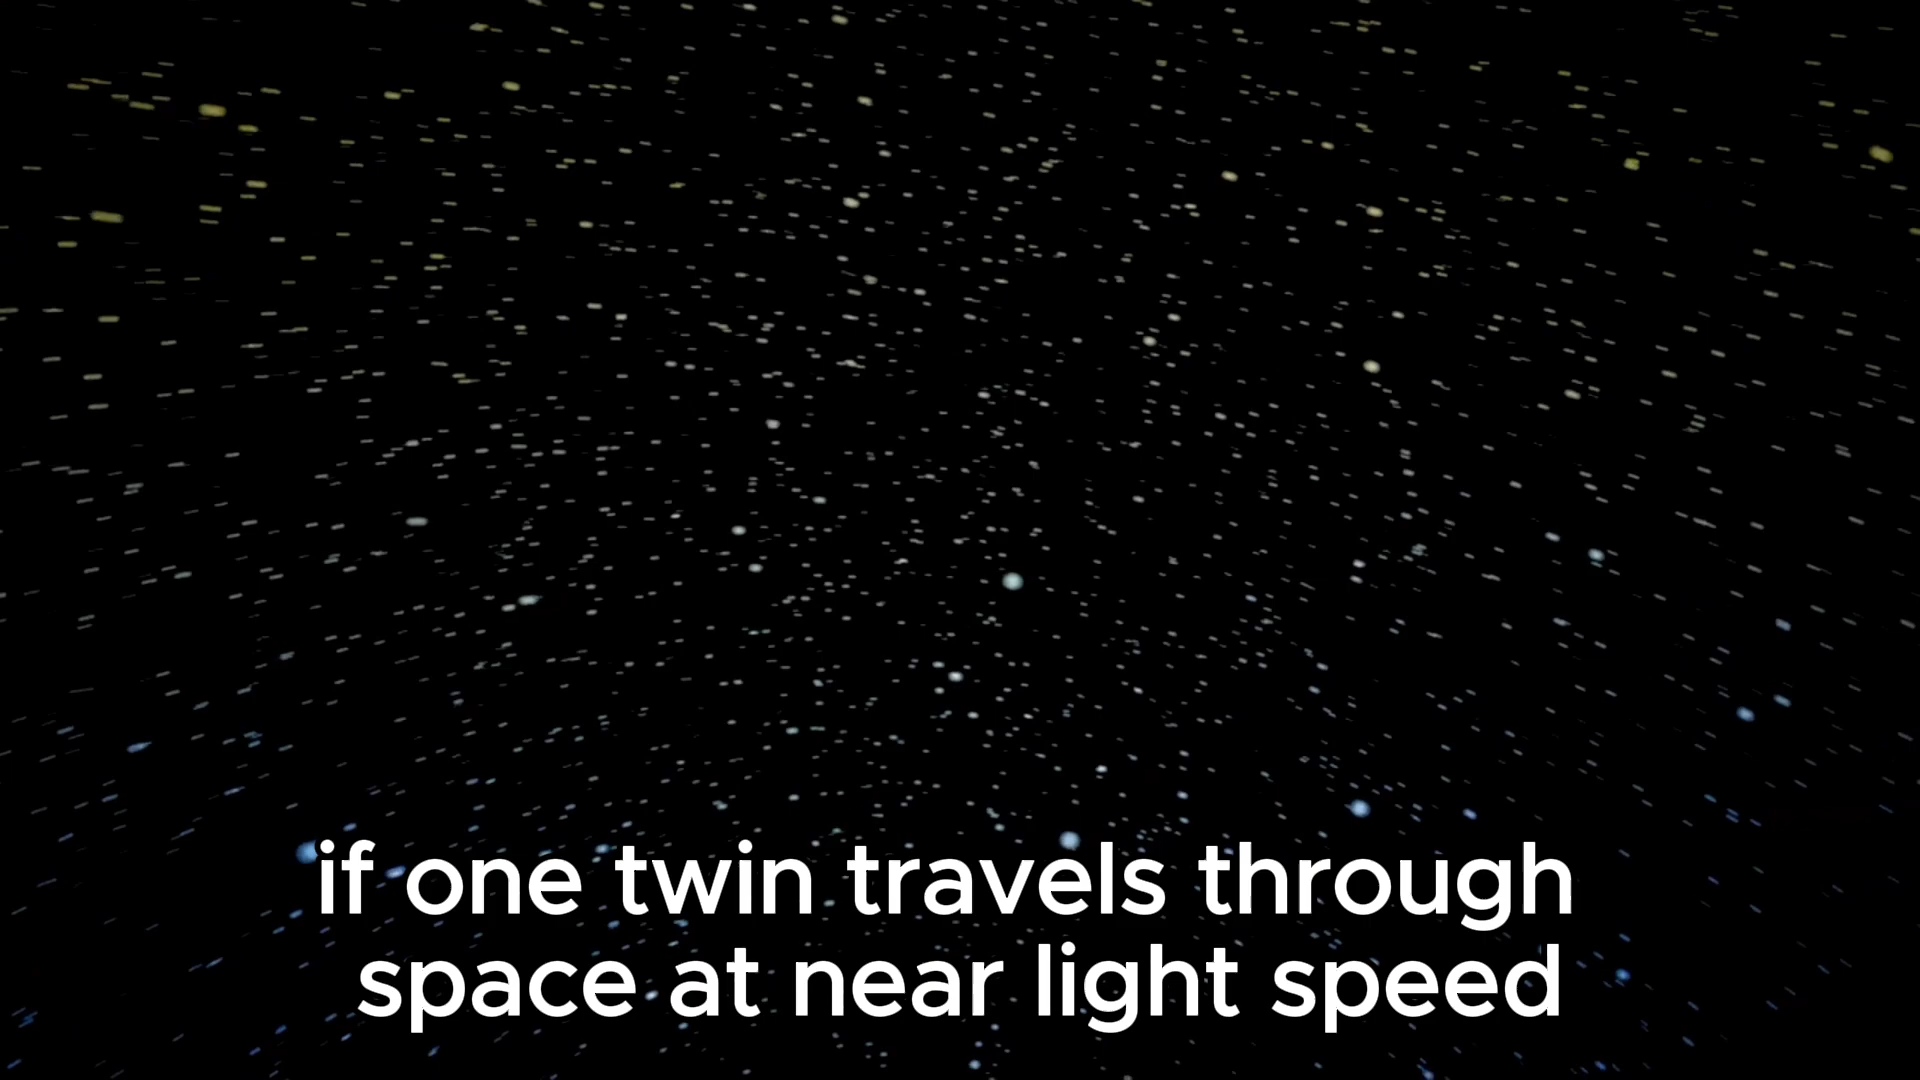 if one twin travels through
space at near light speed